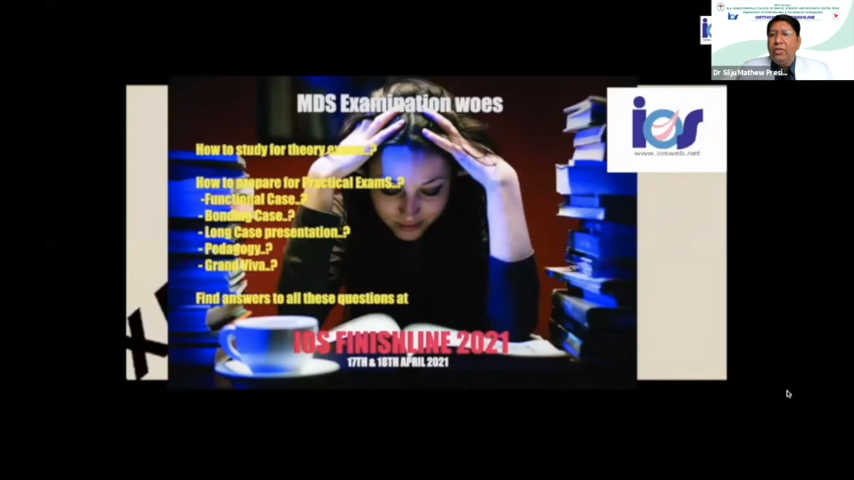 MDS Examination woes
How to study for theory exams..?
How to prepare for Practical ExamS..?
-Functional Case..?
- Bonding Case..?
- Long Case presentation..?
- Pedagogy..?
- Grand Viva..?
Find answers to all these questions at
IOS FINISHLINE 2021
17TH & 18TH APRIL 2021
ios
www.iosweb.net
ios
Dr Silju Mathew Presi...